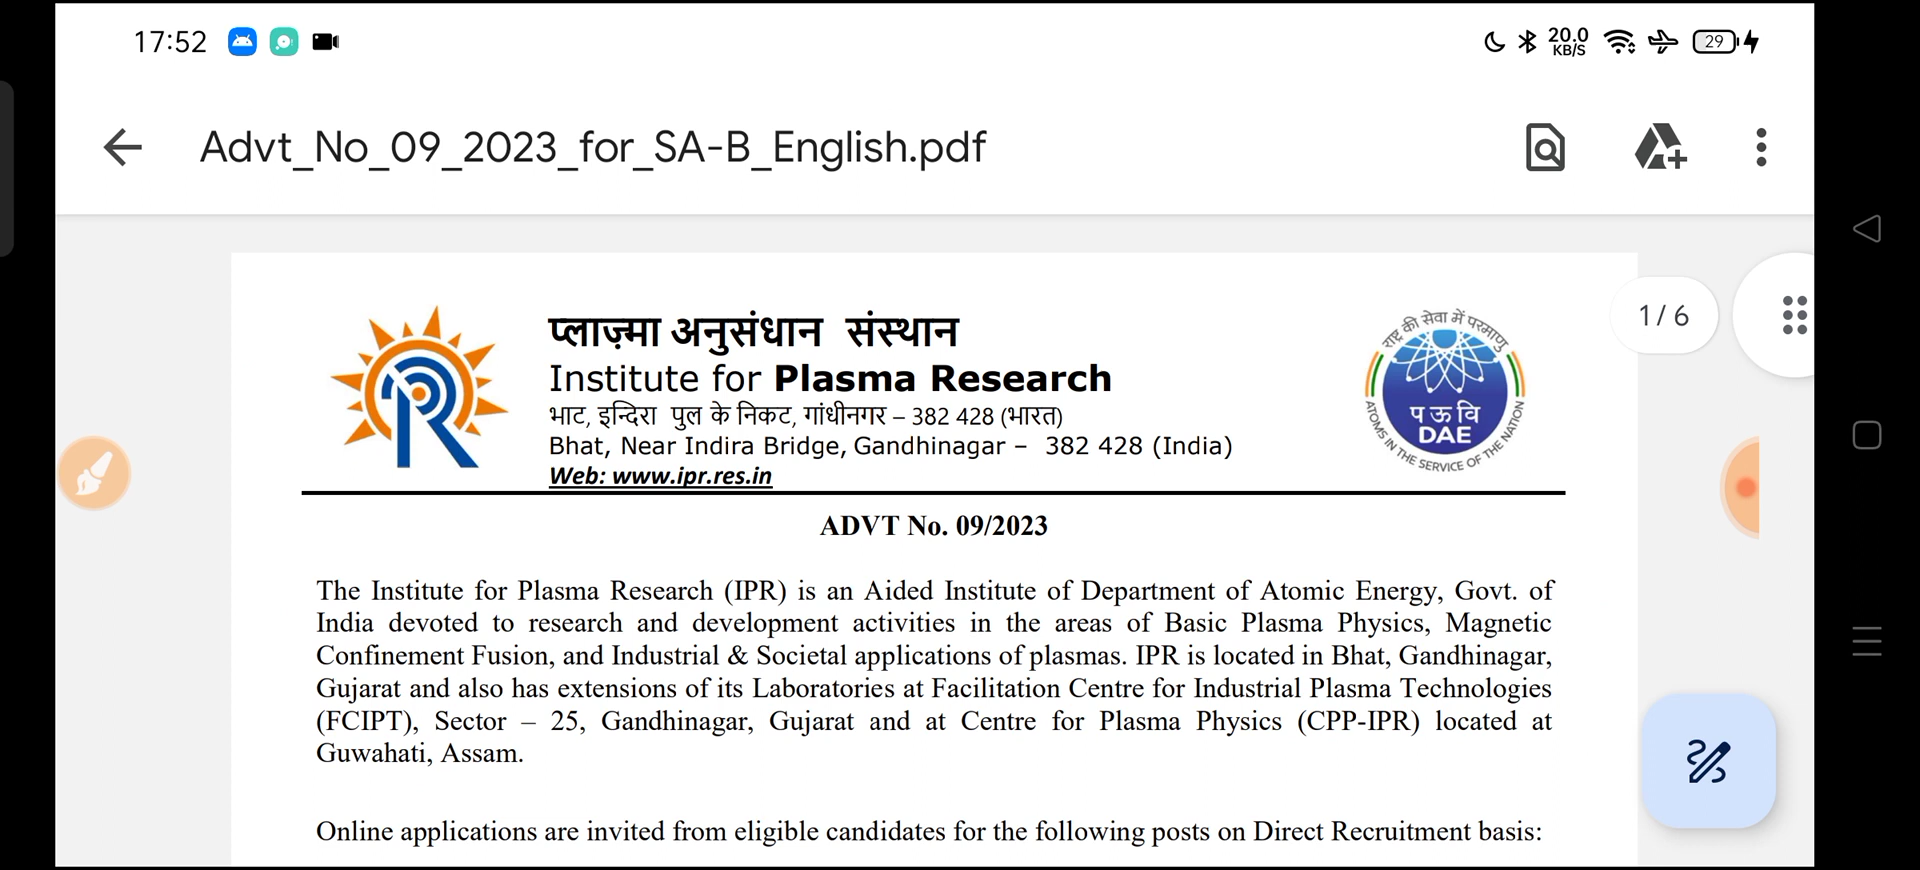 17:52
20.0
KB/S
29
Advt_No_09_2023_for_SA-B_English.pdf
1 / 6
प्लाज़्मा अनुसंधान संस्थान
Institute for Plasma Research
भाट, इन्दिरा पुल के निकट, गांधीनगर – 382 428 (भारत)
Bhat, Near Indira Bridge, Gandhinagar – 382 428 (India)
Web: www.ipr.res.in
राष्ट्र की सेवा में परमाणु
प ऊ वि
DAE
ATOMS IN THE SERVICE OF THE NATION
ADVT No. 09/2023
The Institute for Plasma Research (IPR) is an Aided Institute of Department of Atomic Energy, Govt. of
India devoted to research and development activities in the areas of Basic Plasma Physics, Magnetic
Confinement Fusion, and Industrial & Societal applications of plasmas. IPR is located in Bhat, Gandhinagar,
Gujarat and also has extensions of its Laboratories at Facilitation Centre for Industrial Plasma Technologies
(FCIPT), Sector – 25, Gandhinagar, Gujarat and at Centre for Plasma Physics (CPP-IPR) located at
Guwahati, Assam.
Online applications are invited from eligible candidates for the following posts on Direct Recruitment basis: